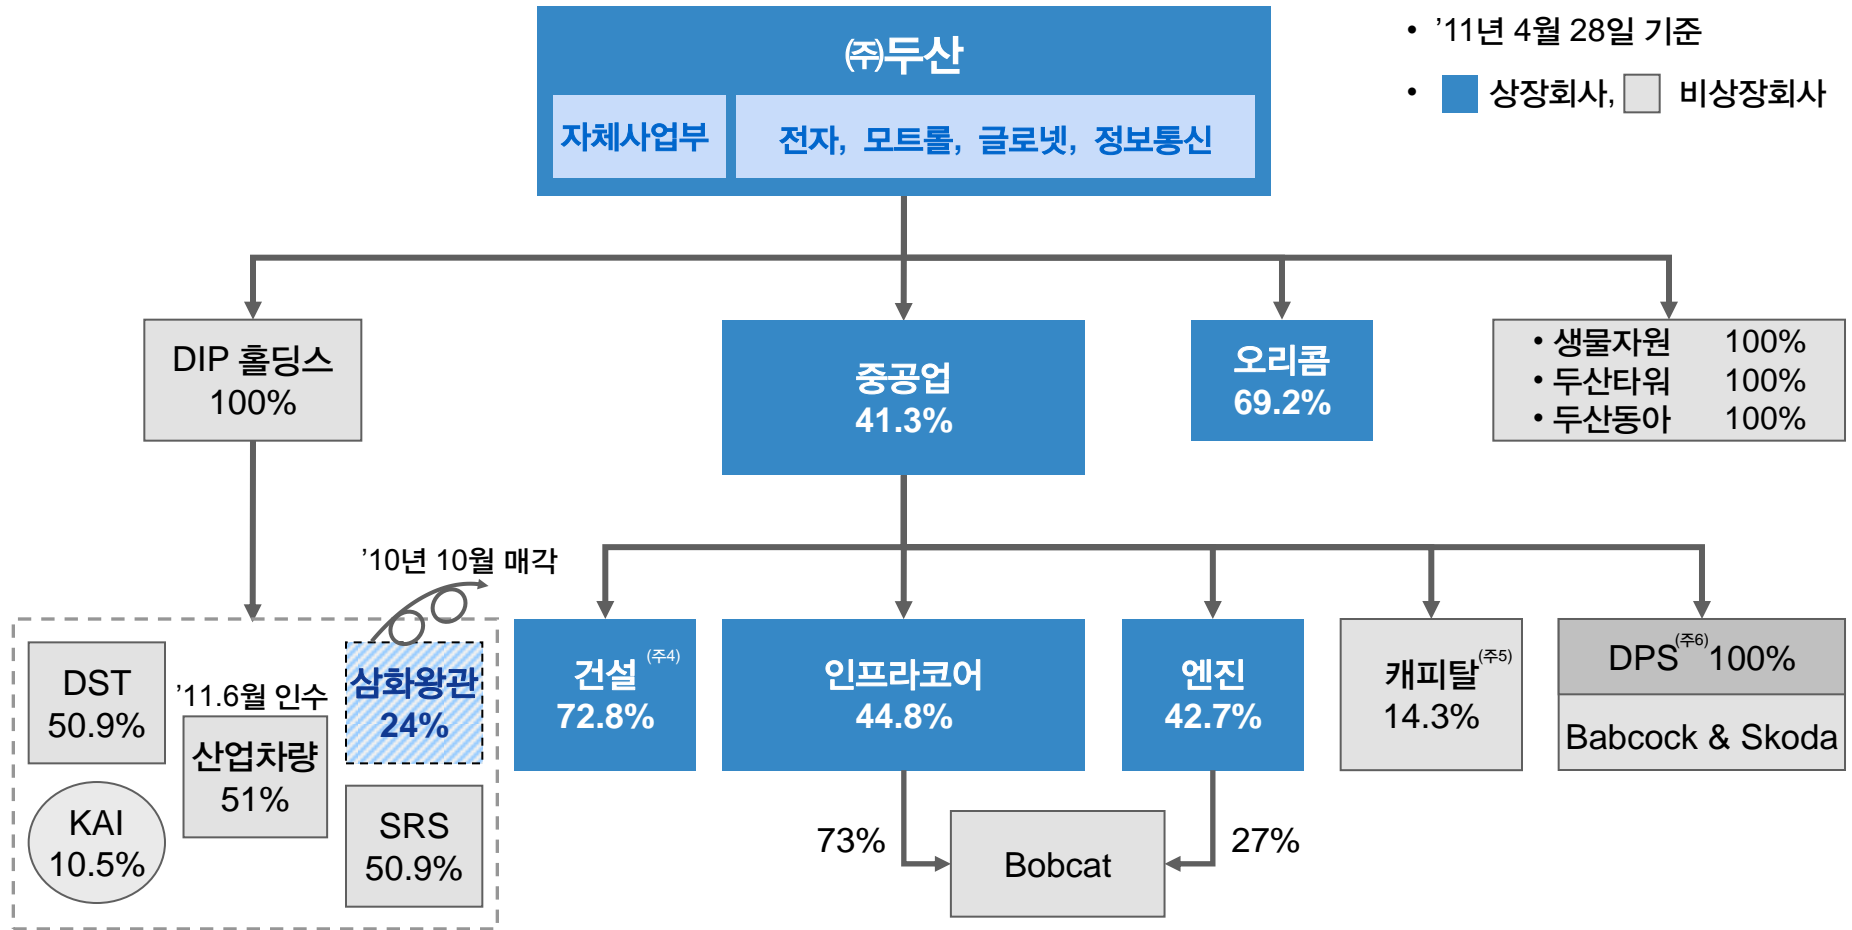 ㈜두산
자체사업부
전자, 모트롤, 글로넷, 정보통신
• ’11년 4월 28일 기준
• 상장회사, 비상장회사
DIP 홀딩스
100%
중공업
41.3%
오리콤
69.2%
• 생물자원 100%
• 두산타워 100%
• 두산동아 100%
’10년 10월 매각
DST
50.9%
’11.6월 인수
산업차량
51%
삼화왕관
24%
KAI
10.5%
SRS
50.9%
건설 (주4)
72.8%
인프라코어
44.8%
엔진
42.7%
캐피탈(주5)
14.3%
DPS(주6) 100%
Babcock & Skoda
73%
Bobcat
27%